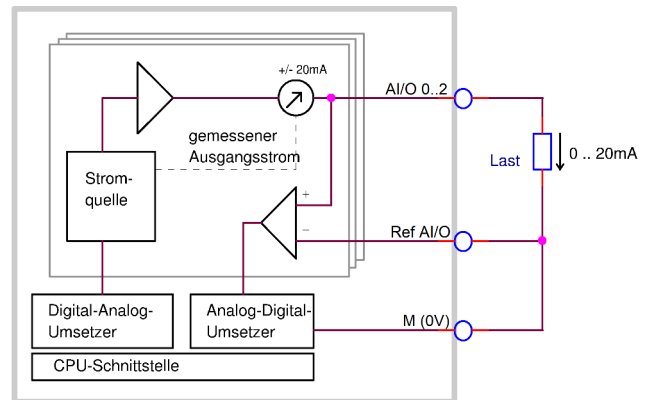 +/- 20mA
AI/O 0..2
gemessener
Ausgangsstrom
Last
0 .. 20mA
Strom-
quelle
+
−
Ref AI/O
Digital-Analog-
Umsetzer
Analog-Digital-
Umsetzer
M (0V)
CPU-Schnittstelle